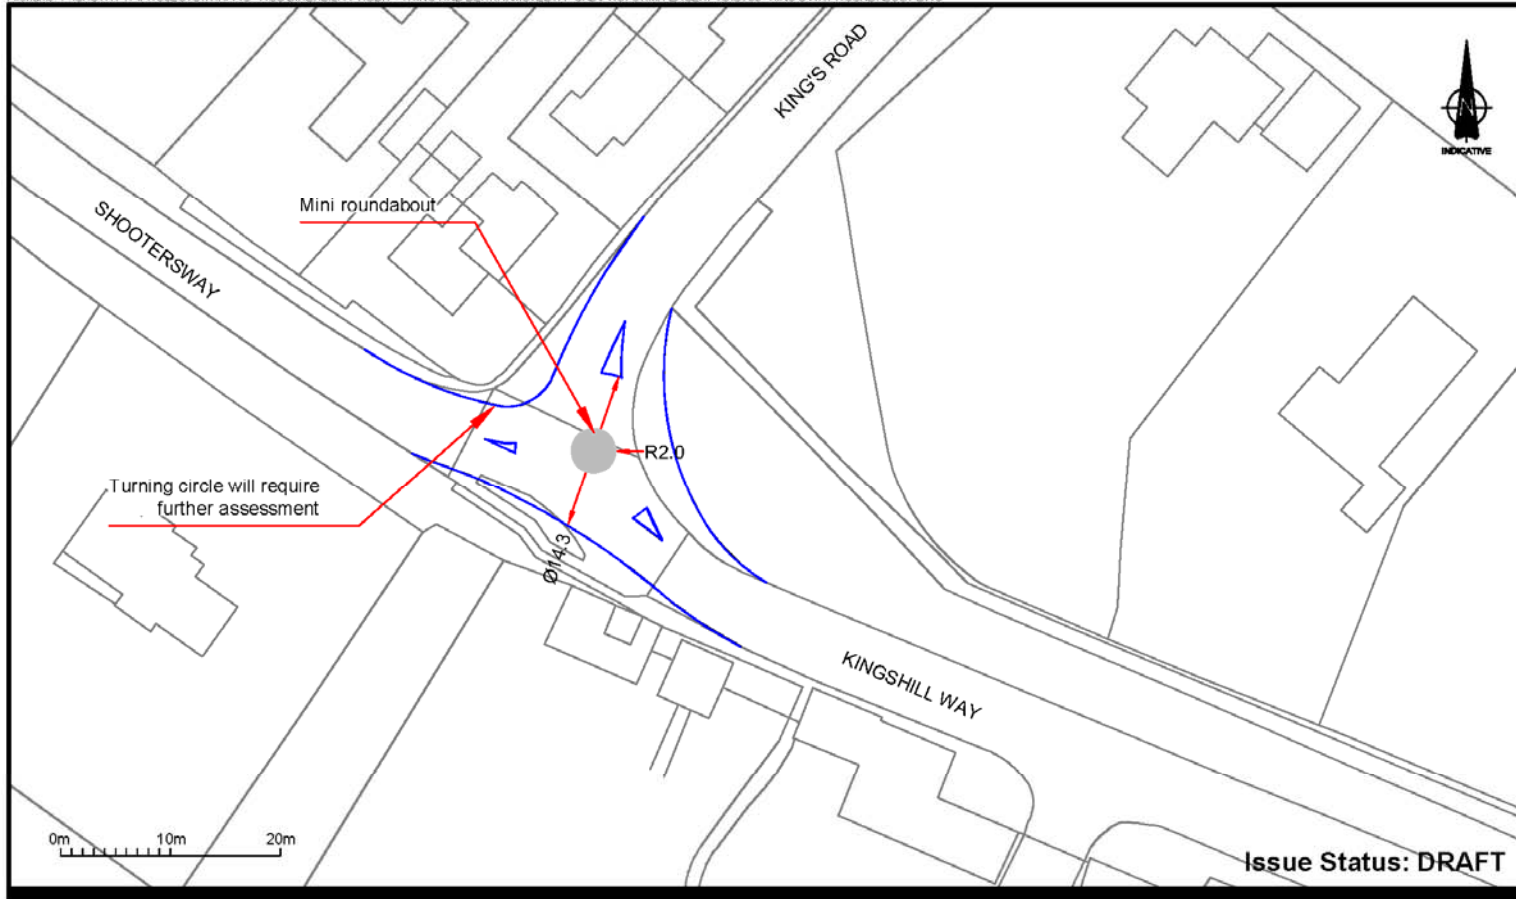 KING'S ROAD
N
INDICATIVE
Mini roundabout
SHOOTERSWAY
R2.0
Turning circle will require
further assessment
Ø14.3
KINGSHILL WAY
0m 10m 20m
Issue Status: DRAFT